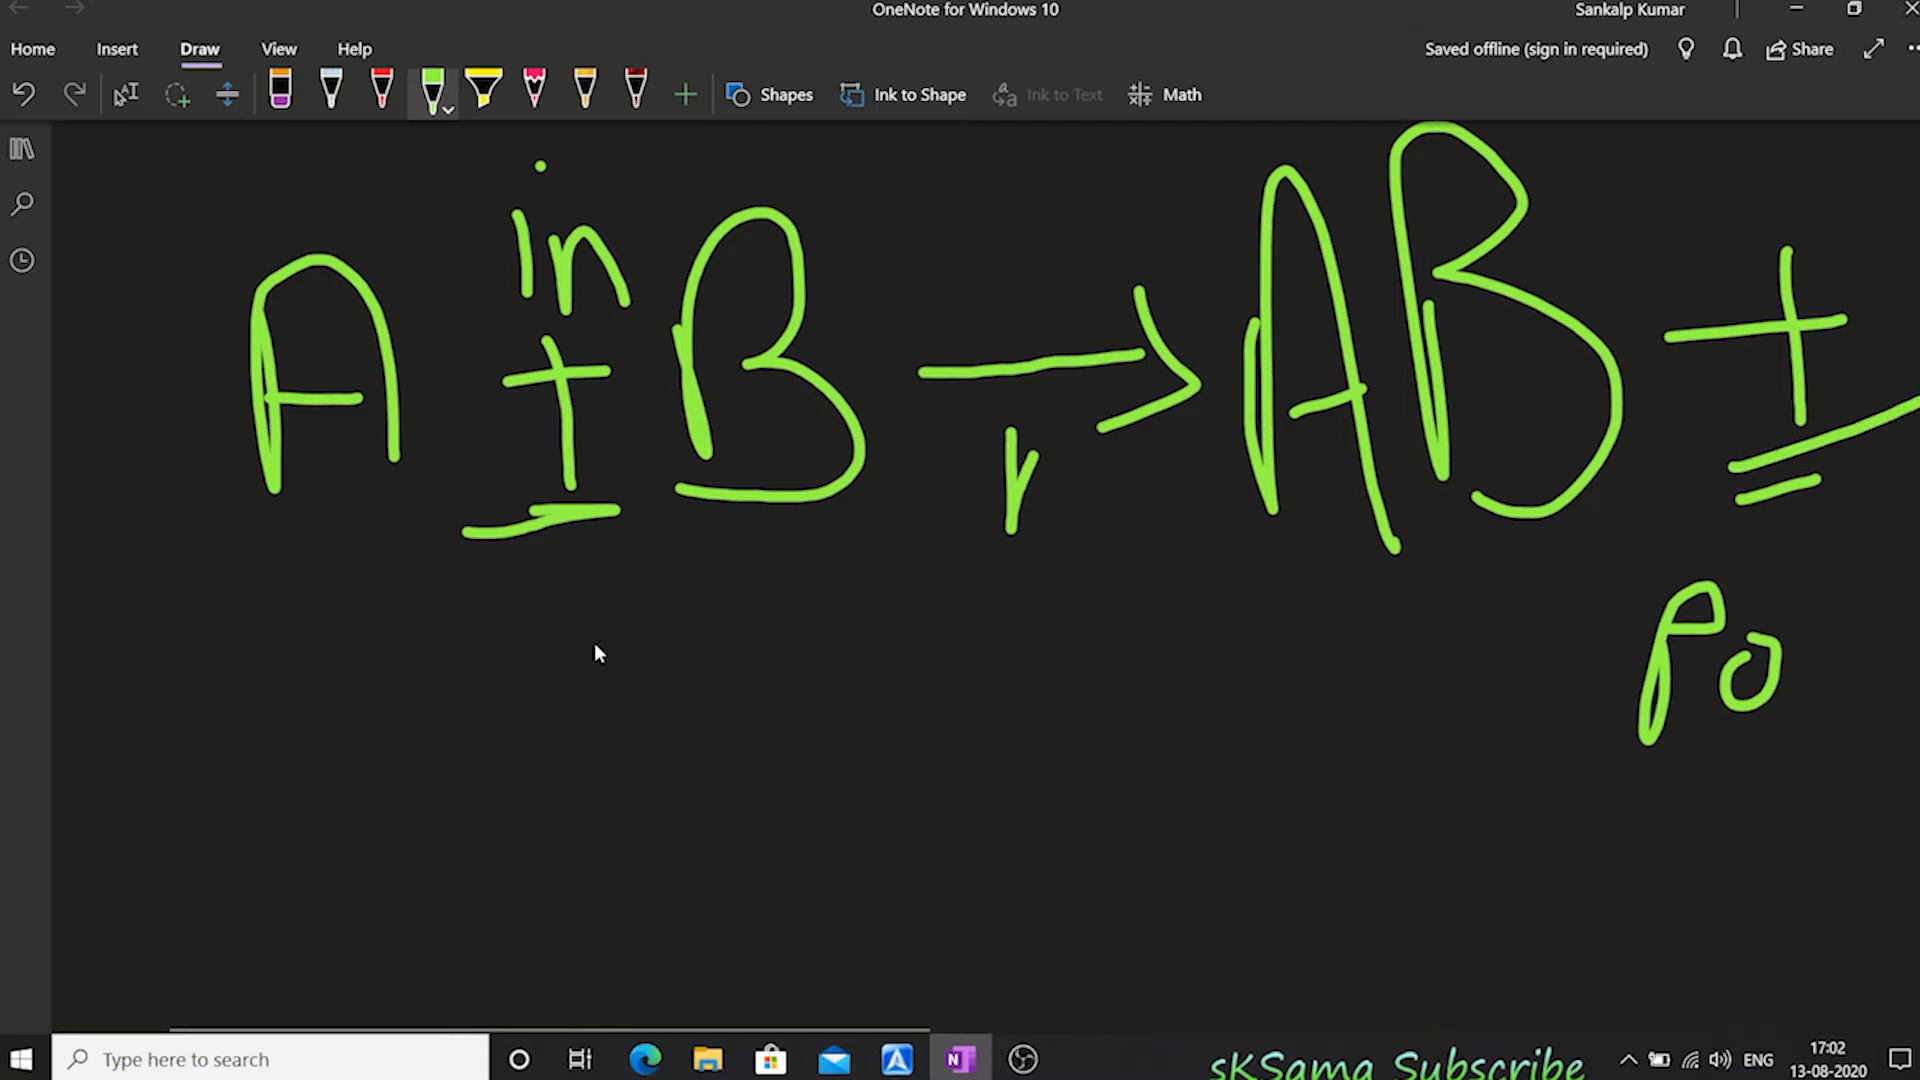 OneNote for Windows 10
Sankalp Kumar
Home Insert Draw View Help
Saved offline (sign in required) Share
Shapes Ink to Shape Ink to Text Math
in
A + B → AB +
r
Po
Type here to search
sKSama Subscribe
ENG
17:02
13-08-2020